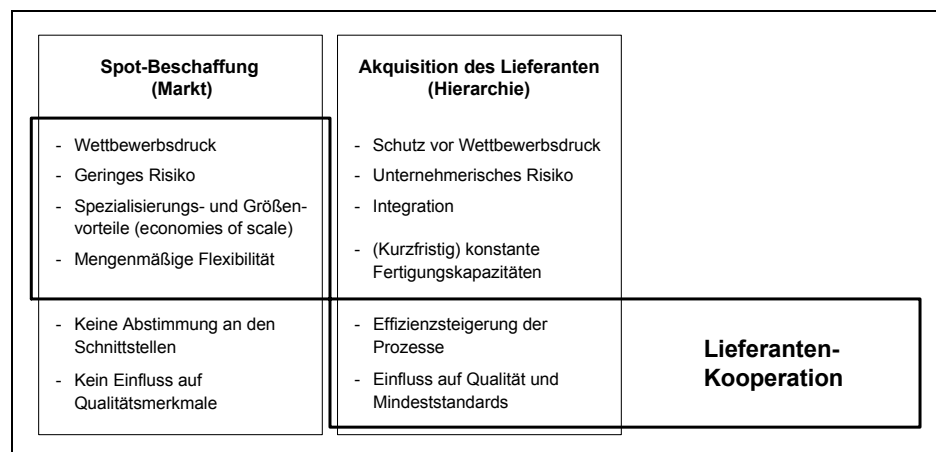 Spot-Beschaffung
(Markt)
- Wettbewerbsdruck
- Geringes Risiko
- Spezialisierungs- und Größen-
vorteile (economies of scale)
- Mengenmäßige Flexibilität
- Keine Abstimmung an den
Schnittstellen
- Kein Einfluss auf
Qualitätsmerkmale
Akquisition des Lieferanten
(Hierarchie)
- Schutz vor Wettbewerbsdruck
- Unternehmerisches Risiko
- Integration
- (Kurzfristig) konstante
Fertigungskapazitäten
- Effizienzsteigerung der
Prozesse
- Einfluss auf Qualität und
Mindeststandards
Lieferanten-
Kooperation